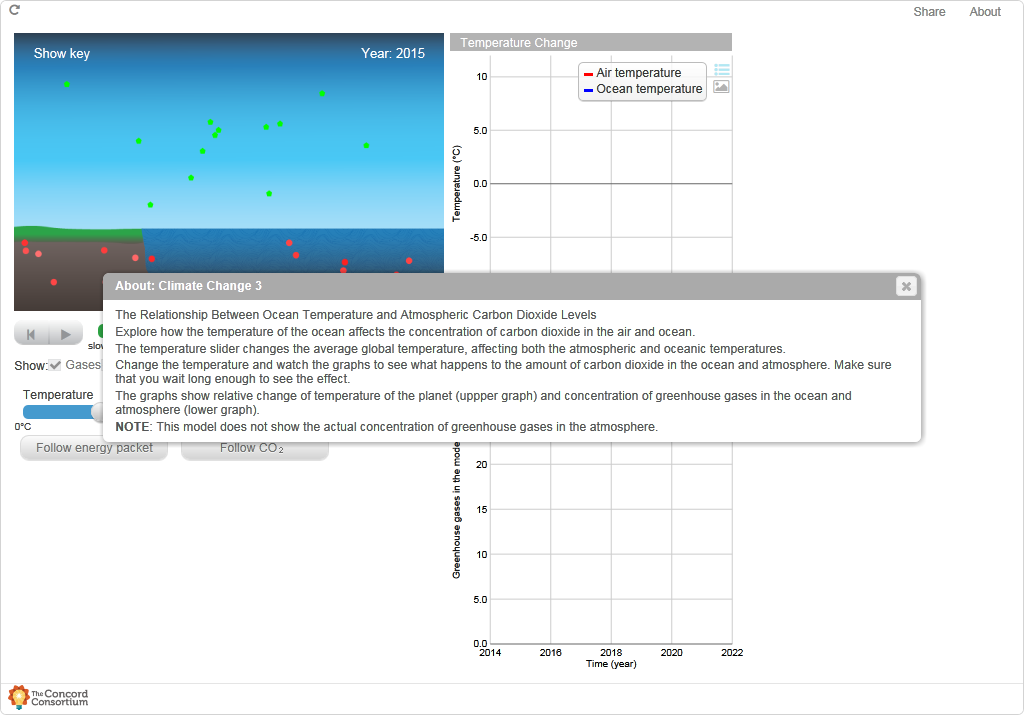 Share About
Show key Year: 2015
Temperature Change
Air temperature
Ocean temperature
10
5.0
0.0
-5.0
Temperature (°C)
About: Climate Change 3
The Relationship Between Ocean Temperature and Atmospheric Carbon Dioxide Levels
Explore how the temperature of the ocean affects the concentration of carbon dioxide in the air and ocean.
The temperature slider changes the average global temperature, affecting both the atmospheric and oceanic temperatures.
Change the temperature and watch the graphs to see what happens to the amount of carbon dioxide in the ocean and atmosphere. Make sure
that you wait long enough to see the effect.
The graphs show relative change of temperature of the planet (uppper graph) and concentration of greenhouse gases in the ocean and
atmosphere (lower graph).
NOTE: This model does not show the actual concentration of greenhouse gases in the atmosphere.
slow
Show: Gases
Temperature
0°C
Follow energy packet Follow CO₂
Greenhouse gases in the mode
20
15
10
5.0
0.0
2014 2016 2018 2020 2022
Time (year)
The Concord
Consortium